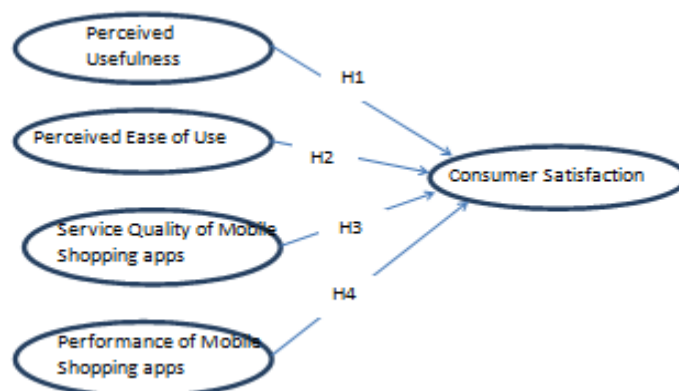 Perceived
Usefulness
H1
Perceived Ease of Use
H2
Consumer Satisfaction
Service Quality of Mobile
Shopping apps
H3
H4
Performance of Mobile
Shopping apps